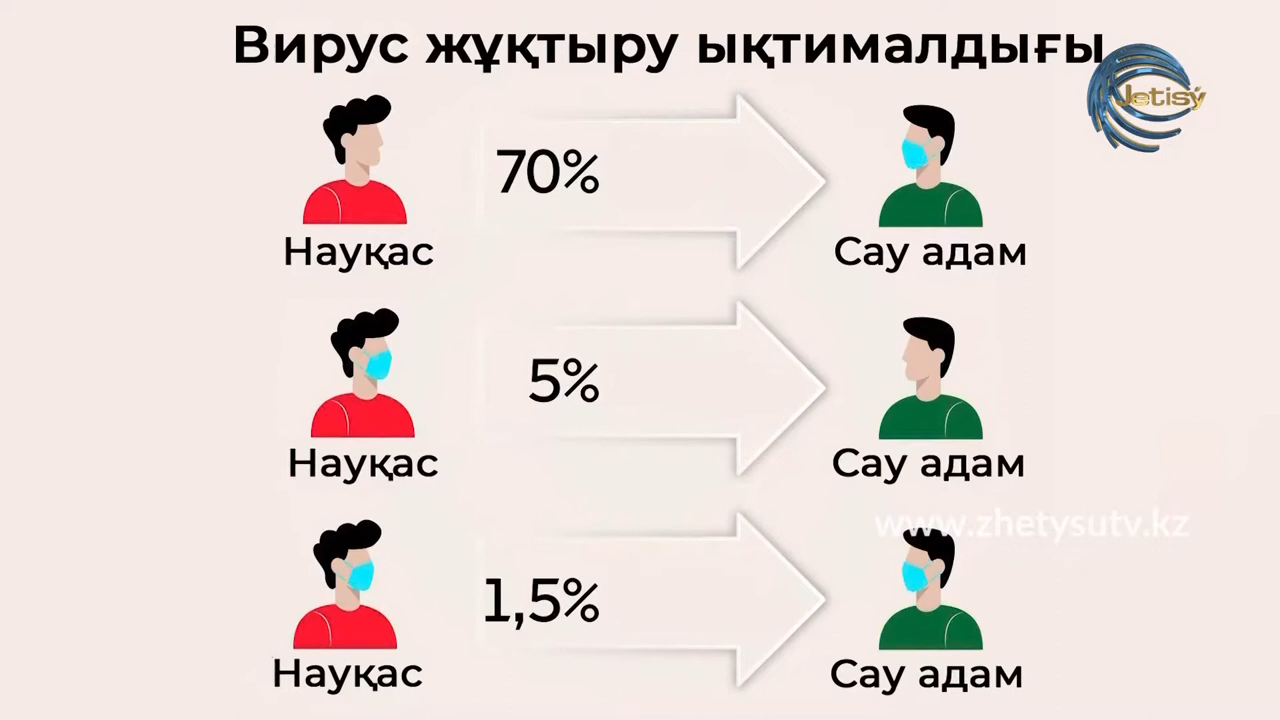 Вирус жұқтыру ықтималдығы
Jetisý
70%
Науқас
Сау адам
5%
Науқас
Сау адам
www.zhetysutv.kz
1,5%
Науқас
Сау адам